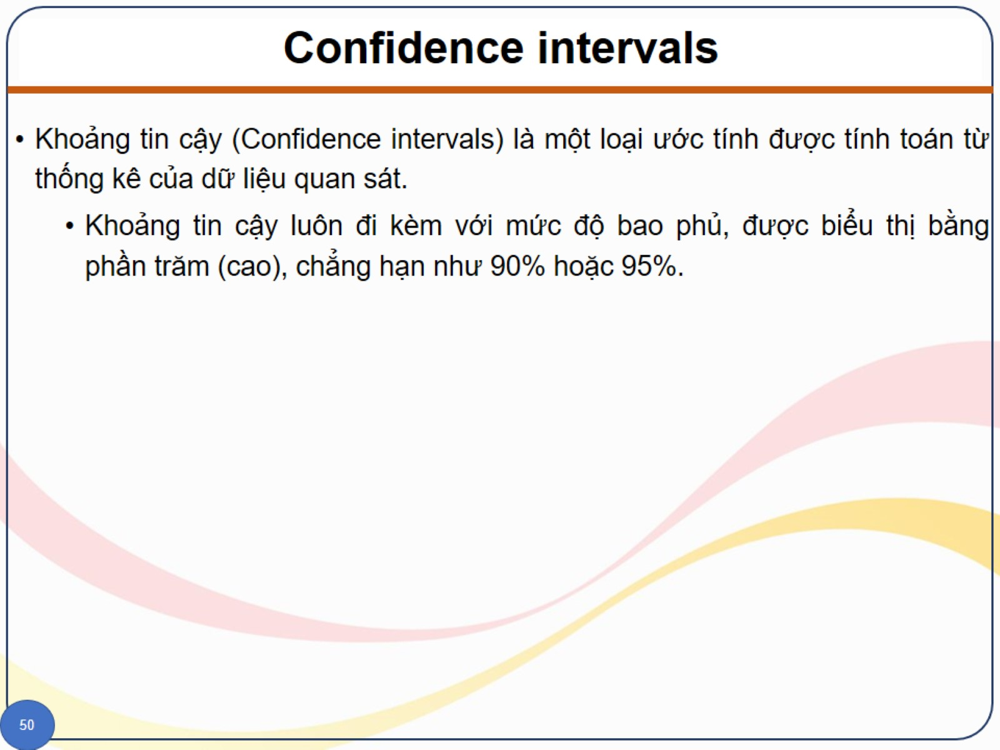 Confidence intervals
• Khoảng tin cậy (Confidence intervals) là một loại ước tính được tính toán từ
thống kê của dữ liệu quan sát.
• Khoảng tin cậy luôn đi kèm với mức độ bao phủ, được biểu thị bằng
phần trăm (cao), chẳng hạn như 90% hoặc 95%.
50